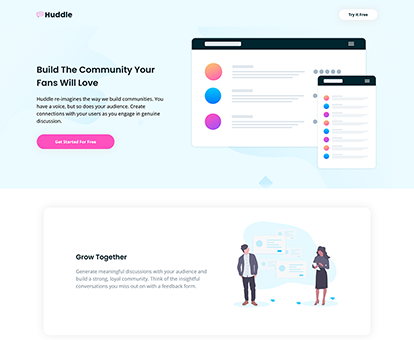 Huddle
Try It Free
Build The Community Your
Fans Will Love
Huddle re-imagines the way we build communities. You
have a voice, but so does your audience. Create
connections with your users as you engage in genuine
discussion.
Get Started For Free
Grow Together
Generate meaningful discussions with your audience and
build a strong, loyal community. Think of the insightful
conversations you miss out on with a feedback form.